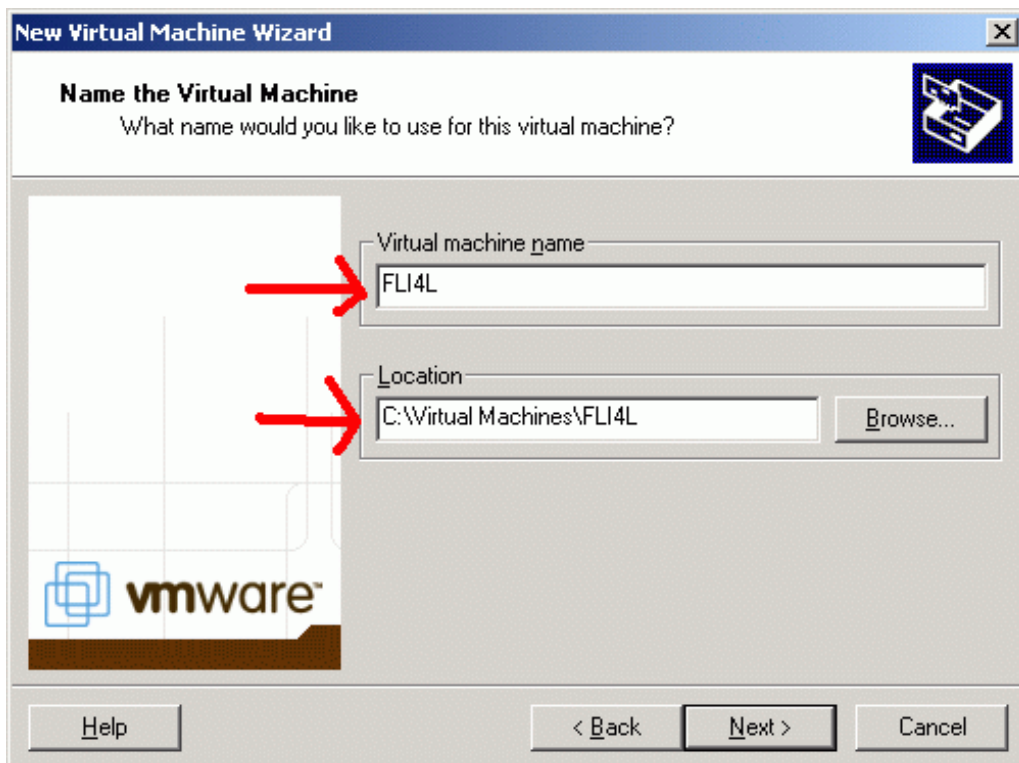 New Virtual Machine Wizard
Name the Virtual Machine
What name would you like to use for this virtual machine?
Virtual machine name
FLI4L
Location
C:\Virtual Machines\FLI4L
Browse...
vmware™
Help
< Back
Next >
Cancel